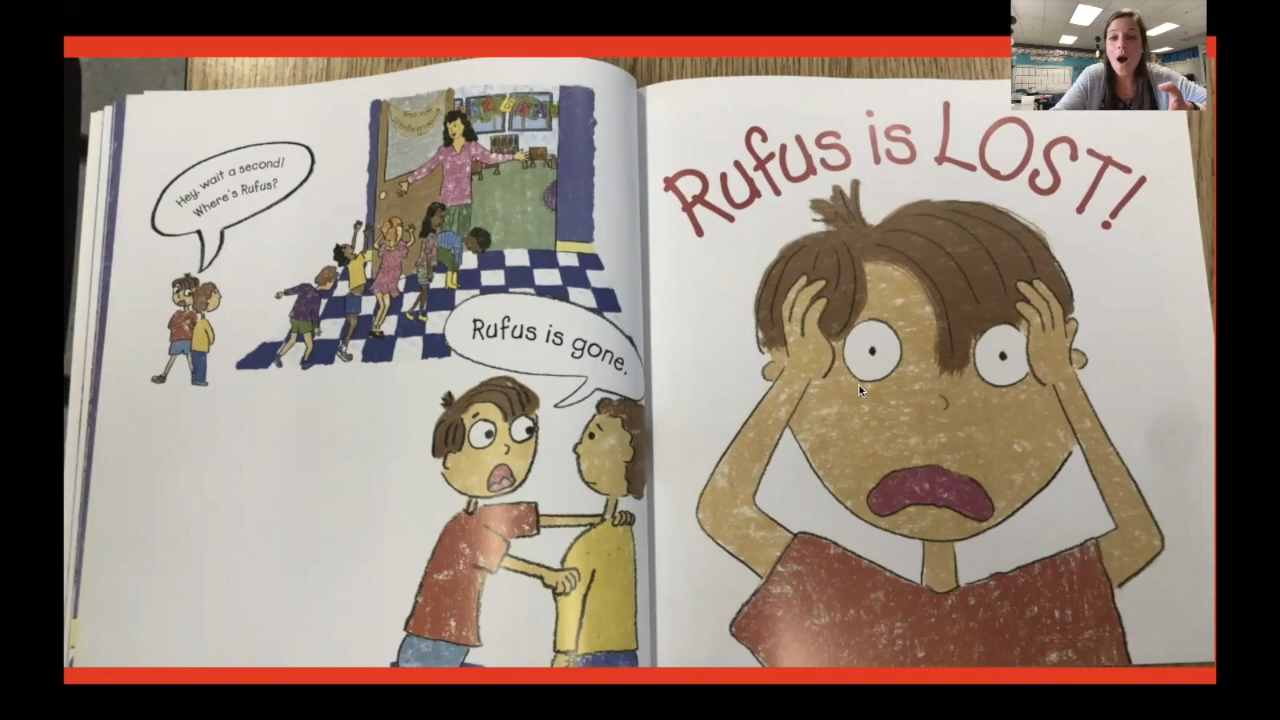 Hey, wait a second!
Where's Rufus?
Rufus is gone.
Rufus is LOST!